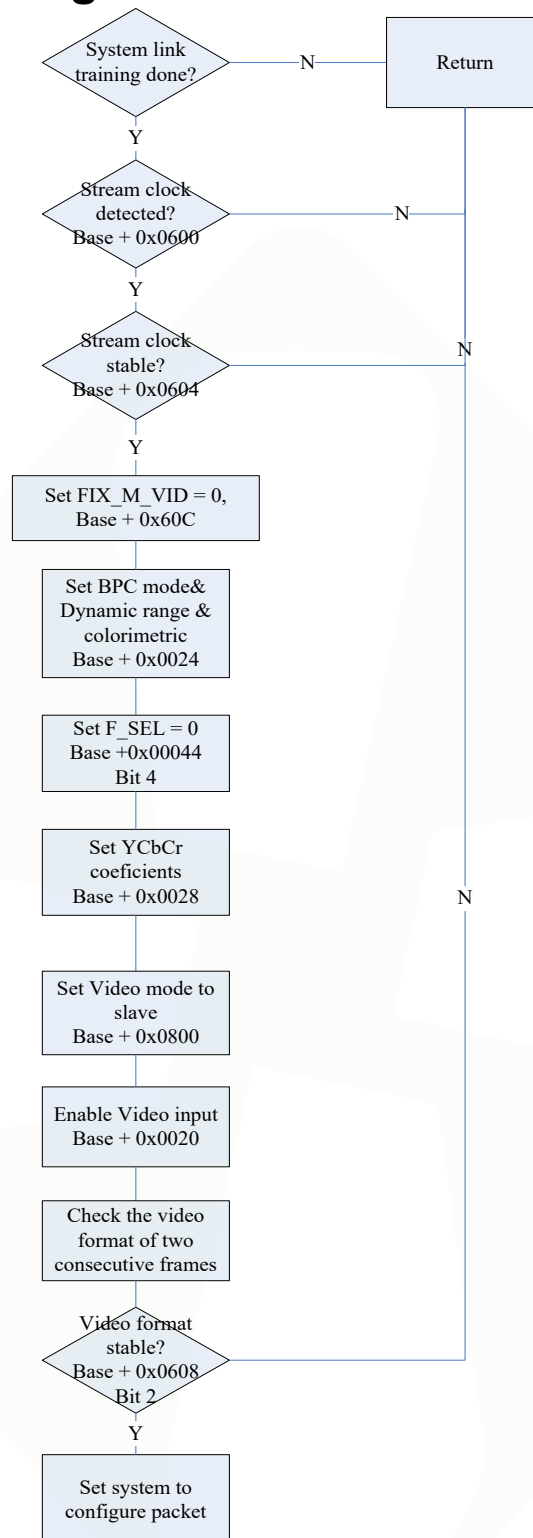 System link
training done?
N
Return
Y
Stream clock
detected?
Base + 0x0600
N
Y
Stream clock
stable?
Base + 0x0604
N
Y
Set FIX_M_VID = 0,
Base + 0x60C
Set BPC mode&
Dynamic range &
colorimetric
Base + 0x0024
Set F_SEL = 0
Base +0x00044
Bit 4
Set YCbCr
coeficients
Base + 0x0028
N
Set Video mode to
slave
Base + 0x0800
Enable Video input
Base + 0x0020
Check the video
format of two
consecutive frames
Video format
stable?
Base + 0x0608
Bit 2
Y
Set system to
configure packet